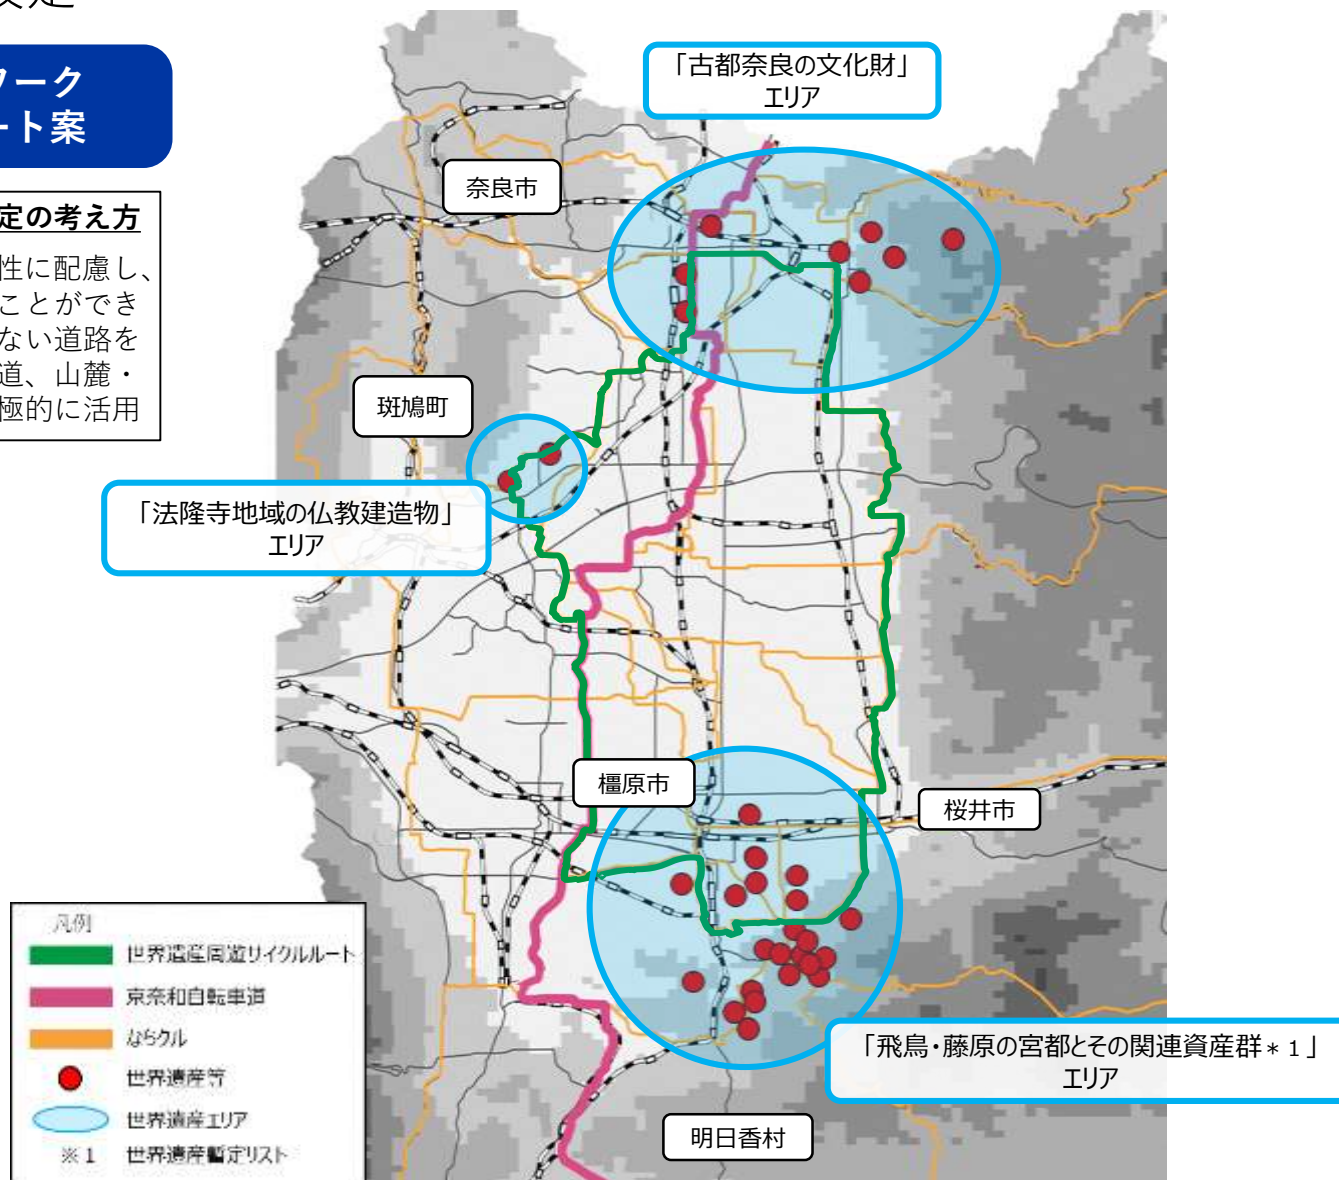 ワーク
ート案
定の考え方
性に配慮し、
ことができ
ない道路を
道、山麓・
極的に活用
「古都奈良の文化財」
エリア
奈良市
斑鳩町
「法隆寺地域の仏教建造物」
エリア
橿原市
桜井市
「飛鳥・藤原の宮都とその関連資産群＊１」
エリア
明日香村
凡例
世界遺産周遊サイクルルート
京奈和自転車道
ならクル
世界遺産等
世界遺産エリア
※１ 世界遺産暫定リスト